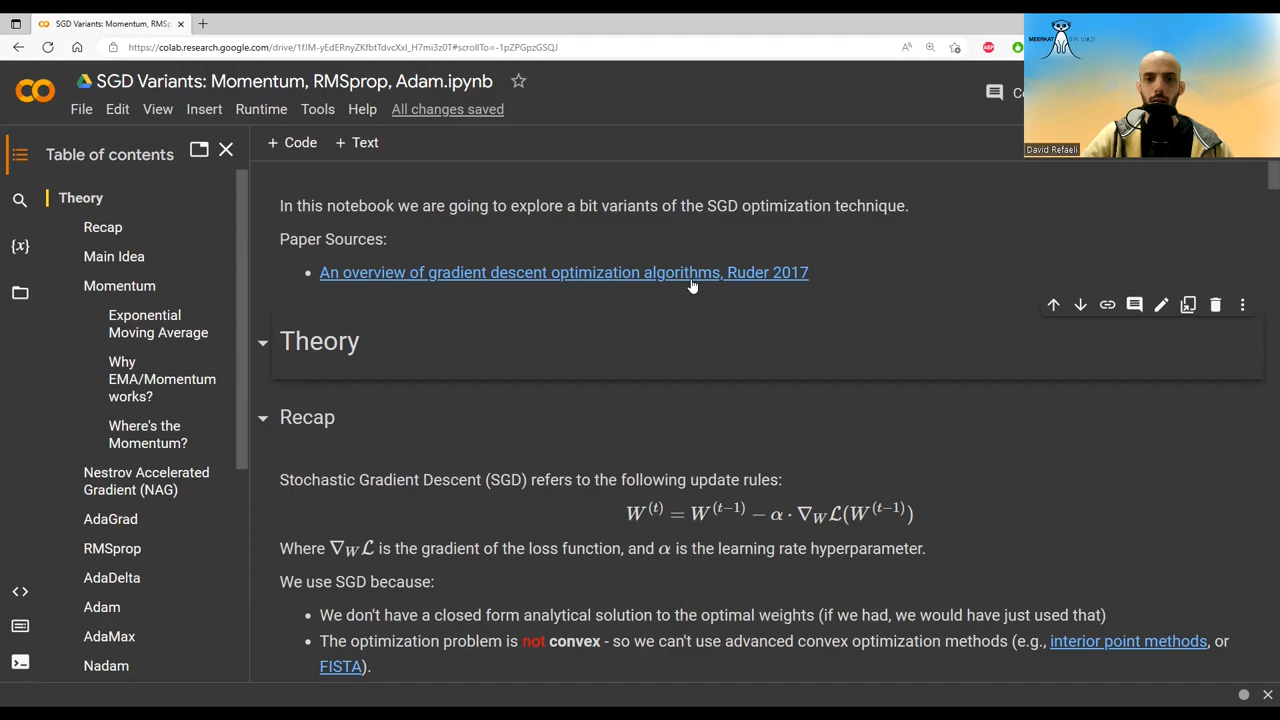 SGD Variants: Momentum, RMSp
https://colab.research.google.com/drive/1fJM-yEdERnyZKfbtTdvcXxI_H7mi3z0T#scrollTo=-1pZPGpzGSQJ
ABP
MEERKAT
SGD Variants: Momentum, RMSprop, Adam.ipynb
File Edit View Insert Runtime Tools Help All changes saved
Co
David Refaeli
Table of contents
+ Code + Text
Theory
Recap
Main Idea
Momentum
Exponential
Moving Average
Why
EMA/Momentum
works?
Where's the
Momentum?
Nestrov Accelerated
Gradient (NAG)
AdaGrad
RMSprop
AdaDelta
Adam
AdaMax
Nadam
In this notebook we are going to explore a bit variants of the SGD optimization technique.
Paper Sources:
• An overview of gradient descent optimization algorithms, Ruder 2017
Theory
Recap
Stochastic Gradient Descent (SGD) refers to the following update rules:
W^(t) = W^(t−1) − α · ∇_W ℒ(W^(t−1))
Where ∇_W ℒ is the gradient of the loss function, and α is the learning rate hyperparameter.
We use SGD because:
• We don't have a closed form analytical solution to the optimal weights (if we had, we would have just used that)
• The optimization problem is not convex - so we can't use advanced convex optimization methods (e.g., interior point methods, or
FISTA).